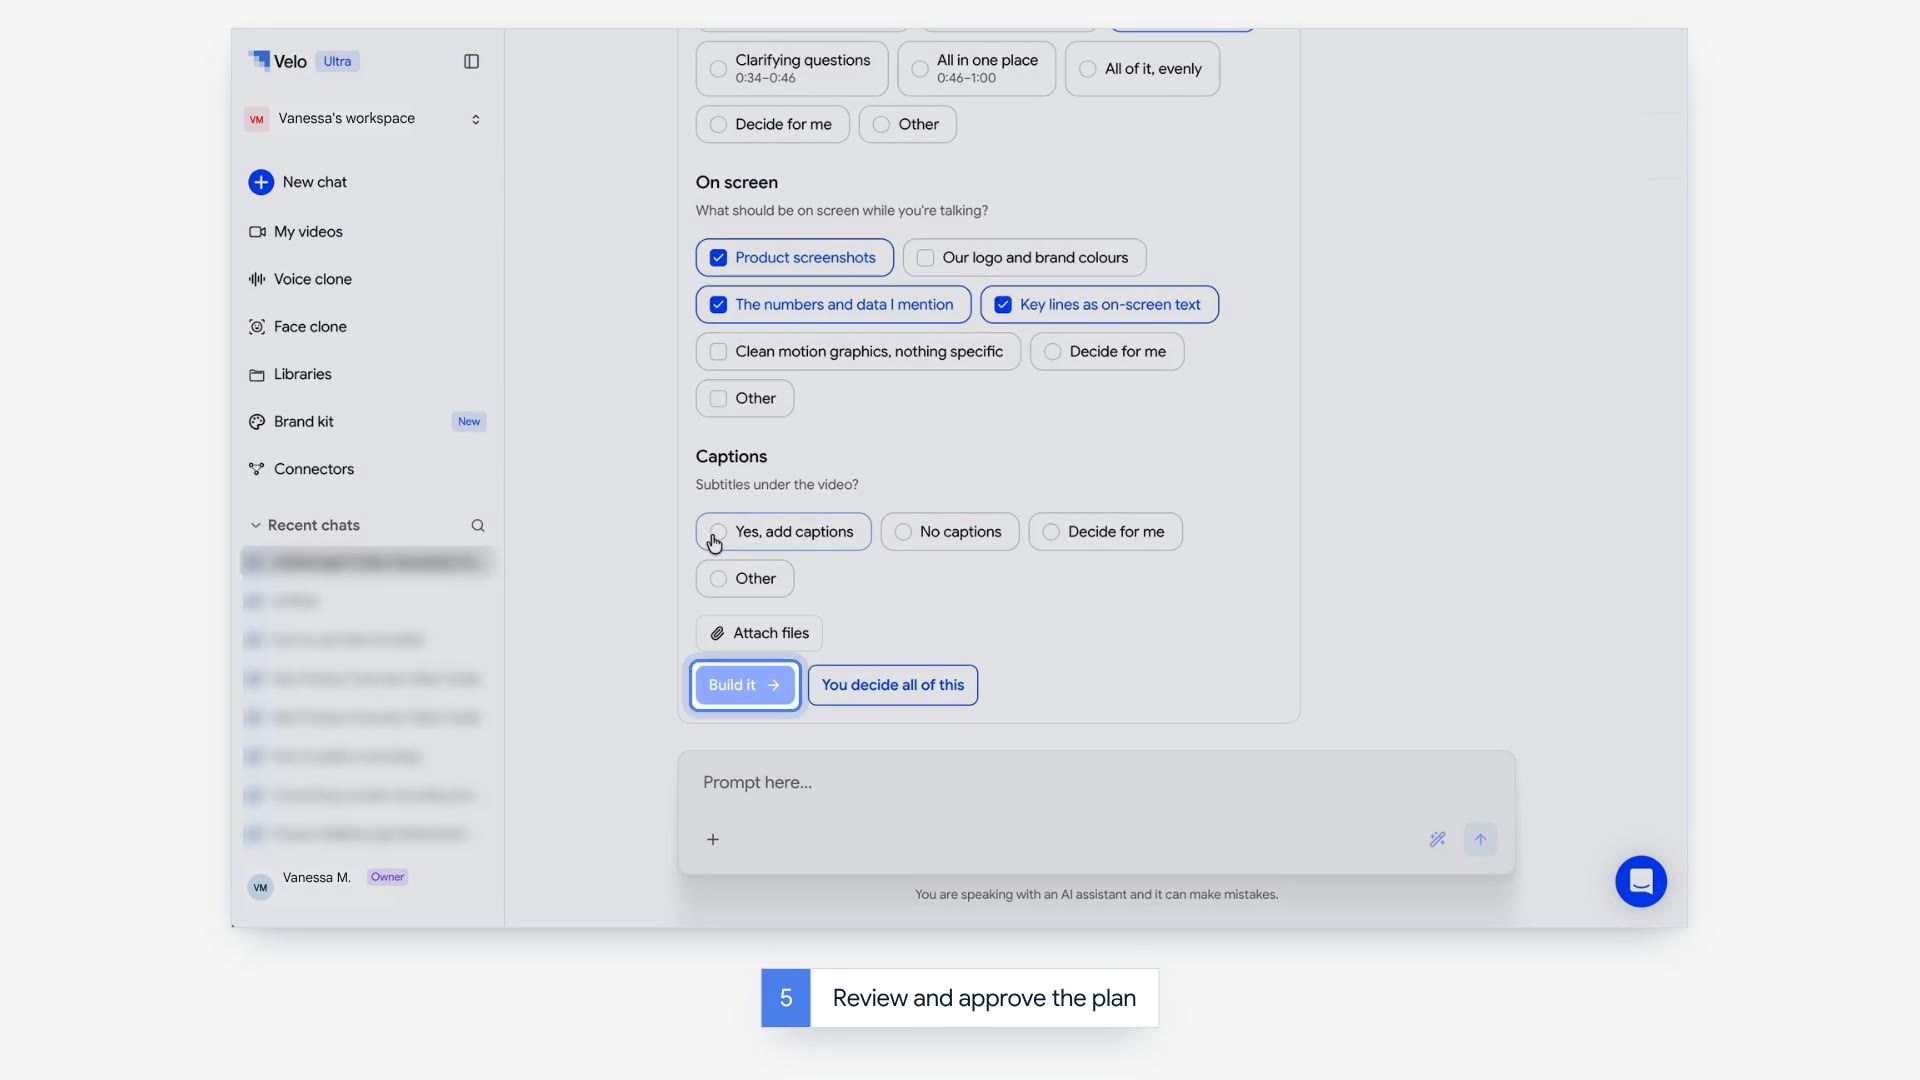 Velo Ultra
VM Vanessa's workspace
New chat
My videos
Voice clone
Face clone
Libraries
Brand kit New
Connectors
Recent chats
VM Vanessa M. Owner
Clarifying questions
0:34–0:46
All in one place
0:46–1:00
All of it, evenly
Decide for me
Other
On screen
What should be on screen while you're talking?
Product screenshots
Our logo and brand colours
The numbers and data I mention
Key lines as on-screen text
Clean motion graphics, nothing specific
Decide for me
Other
Captions
Subtitles under the video?
Yes, add captions
No captions
Decide for me
Other
Attach files
Build it
You decide all of this
Prompt here...
You are speaking with an AI assistant and it can make mistakes.
5 Review and approve the plan